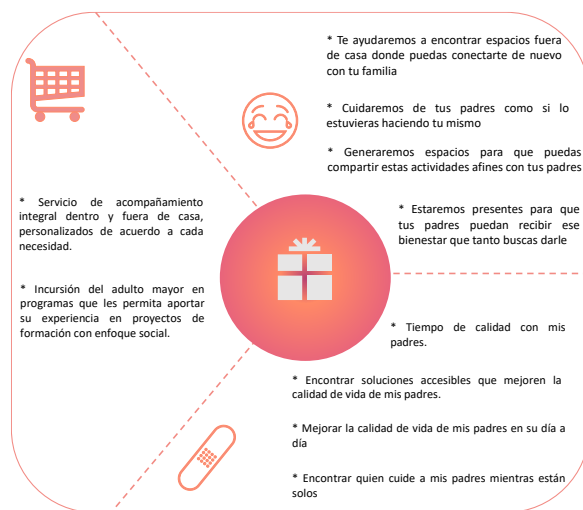 * Te ayudaremos a encontrar espacios fuera
de casa donde puedas conectarte de nuevo
con tu familia
* Cuidaremos de tus padres como si lo
estuvieras haciendo tu mismo
* Generaremos espacios para que puedas
compartir estas actividades afines con tus padres
* Estaremos presentes para que
tus padres puedan recibir ese
bienestar que tanto buscas darle
* Servicio de acompañamiento
integral dentro y fuera de casa,
personalizados de acuerdo a cada
necesidad.
* Incursión del adulto mayor en
programas que les permita aportar
su experiencia en proyectos de
formación con enfoque social.
* Tiempo de calidad con mis
padres.
* Encontrar soluciones accesibles que mejoren la
calidad de vida de mis padres.
* Mejorar la calidad de vida de mis padres en su día a
día
* Encontrar quien cuide a mis padres mientras están
solos